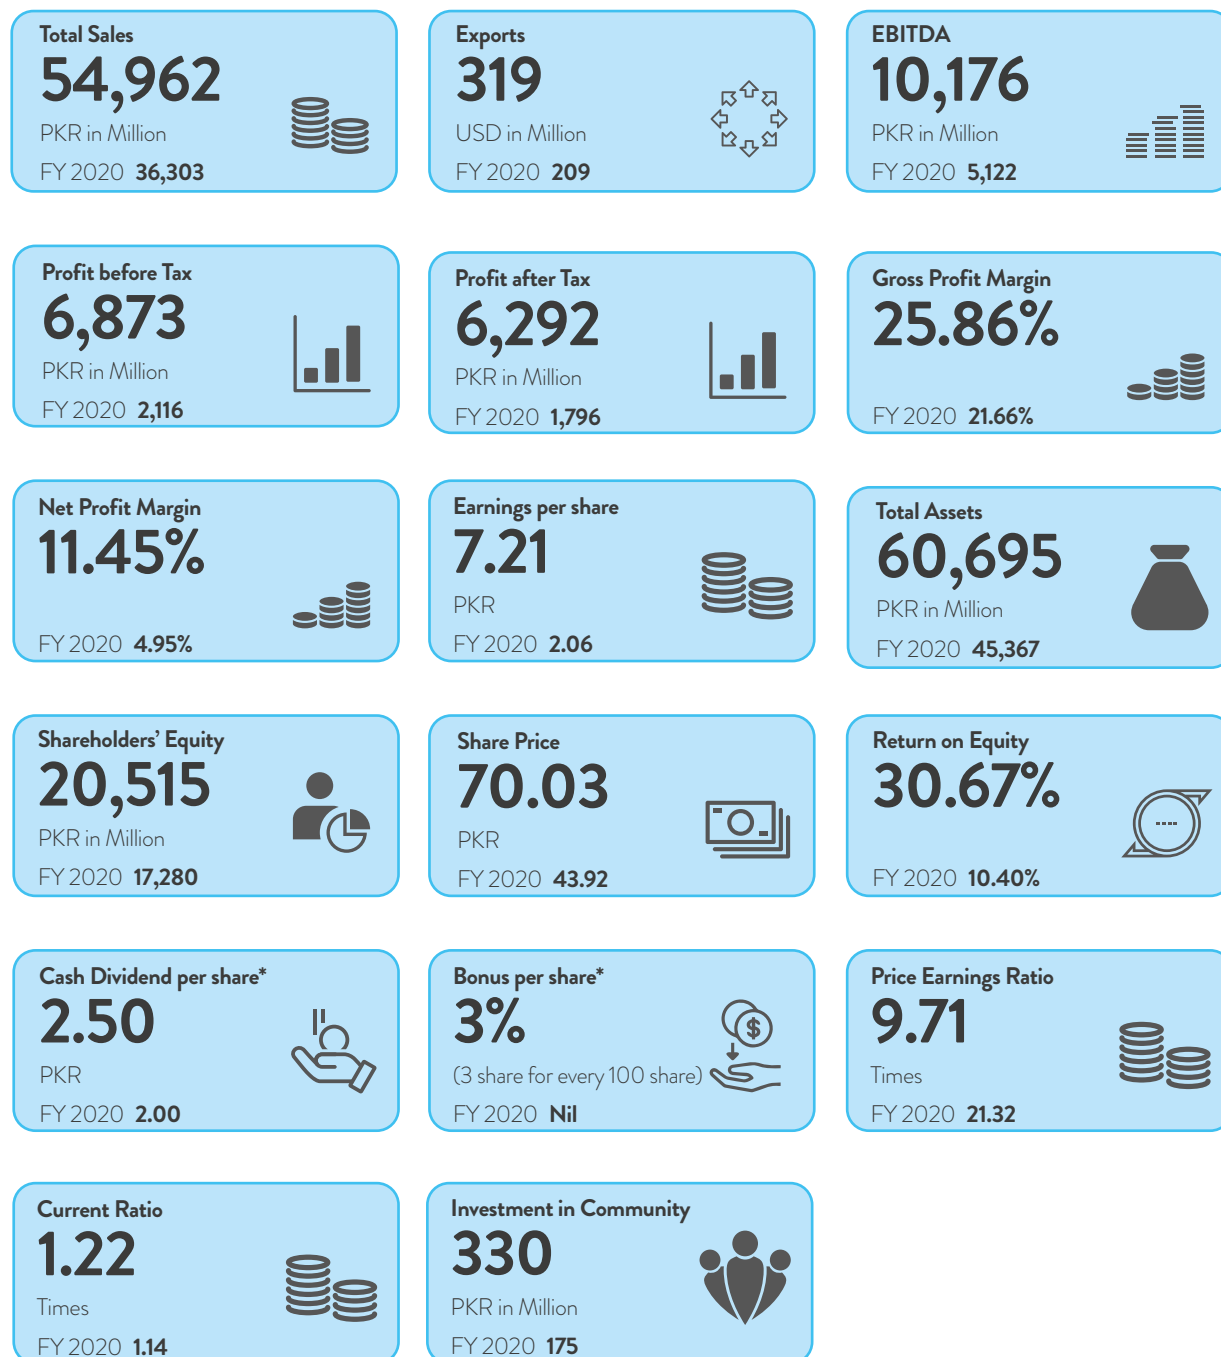 Total Sales
54,962
PKR in Million
FY 2020 36,303
Exports
319
USD in Million
FY 2020 209
EBITDA
10,176
PKR in Million
FY 2020 5,122
Profit before Tax
6,873
PKR in Million
FY 2020 2,116
Profit after Tax
6,292
PKR in Million
FY 2020 1,796
Gross Profit Margin
25.86%
FY 2020 21.66%
Net Profit Margin
11.45%
FY 2020 4.95%
Earnings per share
7.21
PKR
FY 2020 2.06
Total Assets
60,695
PKR in Million
FY 2020 45,367
Shareholders' Equity
20,515
PKR in Million
FY 2020 17,280
Share Price
70.03
PKR
FY 2020 43.92
Return on Equity
30.67%
FY 2020 10.40%
Cash Dividend per share*
2.50
PKR
FY 2020 2.00
Bonus per share*
3%
(3 share for every 100 share)
FY 2020 Nil
$
Price Earnings Ratio
9.71
Times
FY 2020 21.32
Current Ratio
1.22
Times
FY 2020 1.14
Investment in Community
330
PKR in Million
FY 2020 175